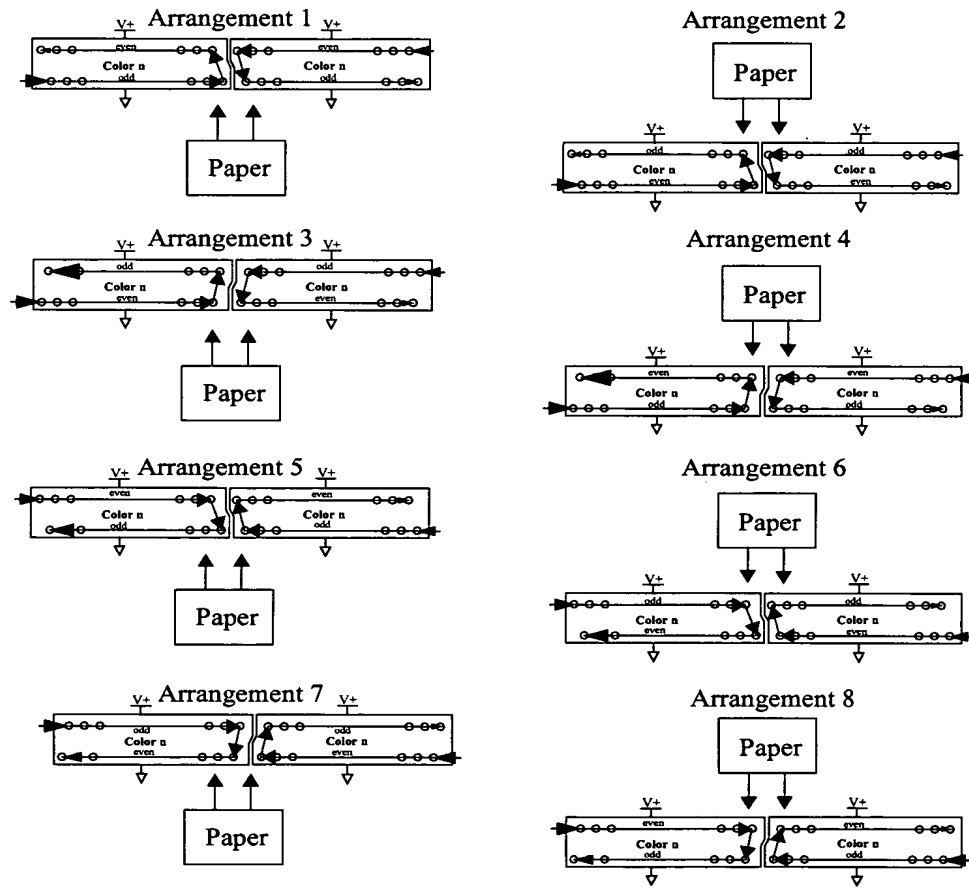 Arrangement 1
V+ V+
even even
Color n Color n
odd odd
Paper
Arrangement 2
Paper
V+ V+
odd odd
Color n Color n
even even
Arrangement 3
V+ V+
odd odd
Color n Color n
even even
Paper
Arrangement 4
Paper
V+ V+
even even
Color n Color n
odd odd
Arrangement 5
V+ V+
even even
Color n Color n
odd odd
Paper
Arrangement 6
Paper
V+ V+
odd odd
Color n Color n
even even
Arrangement 7
V+ V+
odd odd
Color n Color n
even even
Paper
Arrangement 8
Paper
V+ V+
even even
Color n Color n
odd odd